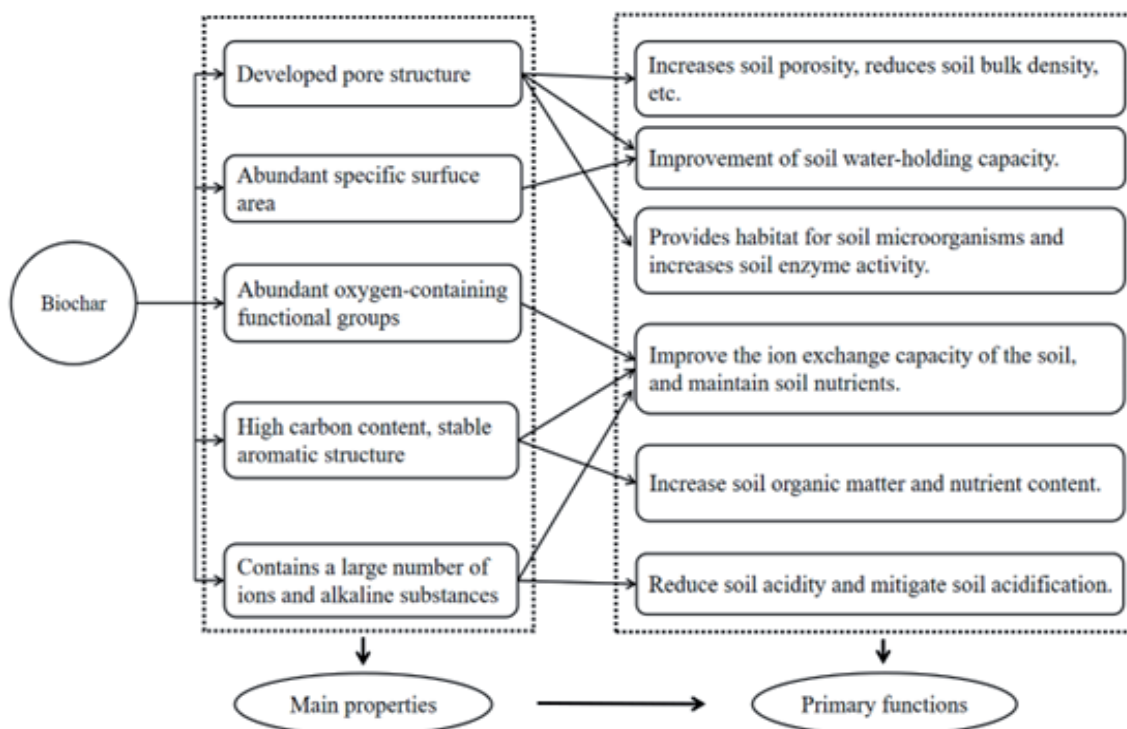 Biochar
Developed pore structure
Abundant specific surfuce
area
Abundant oxygen-containing
functional groups
High carbon content, stable
aromatic structure
Contains a large number of
ions and alkaline substances
Main properties
Increases soil porosity, reduces soil bulk density,
etc.
Improvement of soil water-holding capacity.
Provides habitat for soil microorganisms and
increases soil enzyme activity.
Improve the ion exchange capacity of the soil,
and maintain soil nutrients.
Increase soil organic matter and nutrient content.
Reduce soil acidity and mitigate soil acidification.
Primary functions